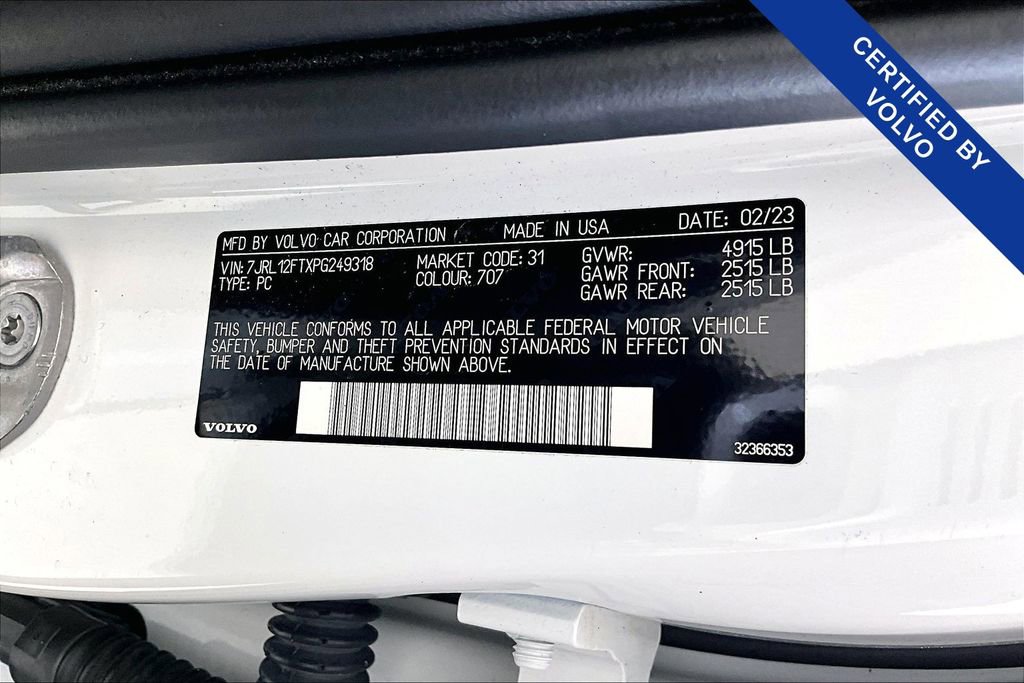 CERTIFIED BY
VOLVO
MFD BY VOLVO CAR CORPORATION MADE IN USA DATE: 02/23
VIN: 7JRL12FTXPG249318 MARKET CODE: 31 GVWR: 4915 LB
TYPE: PC COLOUR: 707 GAWR FRONT: 2515 LB
GAWR REAR: 2515 LB
THIS VEHICLE CONFORMS TO ALL APPLICABLE FEDERAL MOTOR VEHICLE
SAFETY, BUMPER AND THEFT PREVENTION STANDARDS IN EFFECT ON
THE DATE OF MANUFACTURE SHOWN ABOVE.
VOLVO
32366353